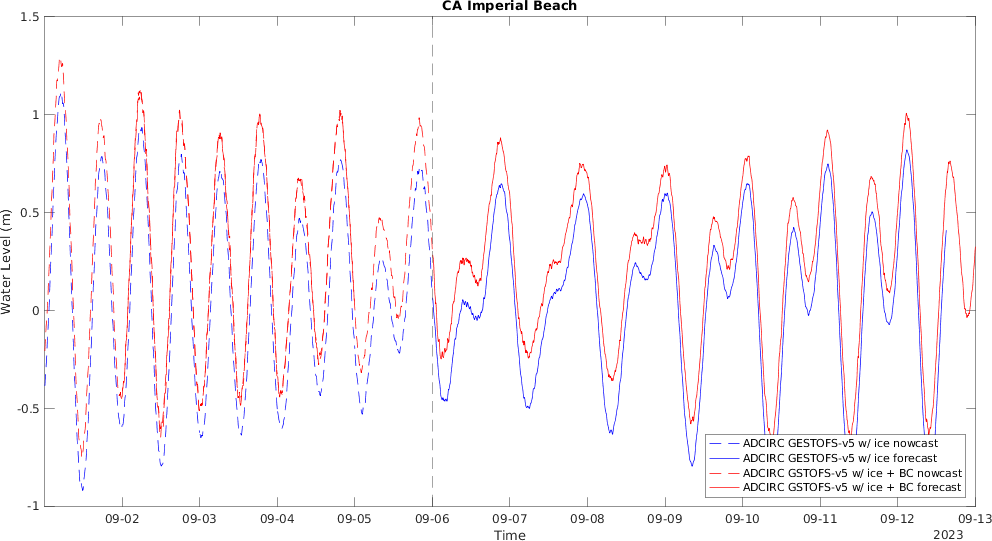 CA Imperial Beach
1.5
1
0.5
0
-0.5
-1
Water Level (m)
09-02
09-03
09-04
09-05
09-06
09-07
09-08
09-09
09-10
09-11
09-12
09-13
Time
2023
ADCIRC GESTOFS-v5 w/ ice nowcast
ADCIRC GESTOFS-v5 w/ ice forecast
ADCIRC GSTOFS-v5 w/ ice + BC nowcast
ADCIRC GSTOFS-v5 w/ ice + BC forecast